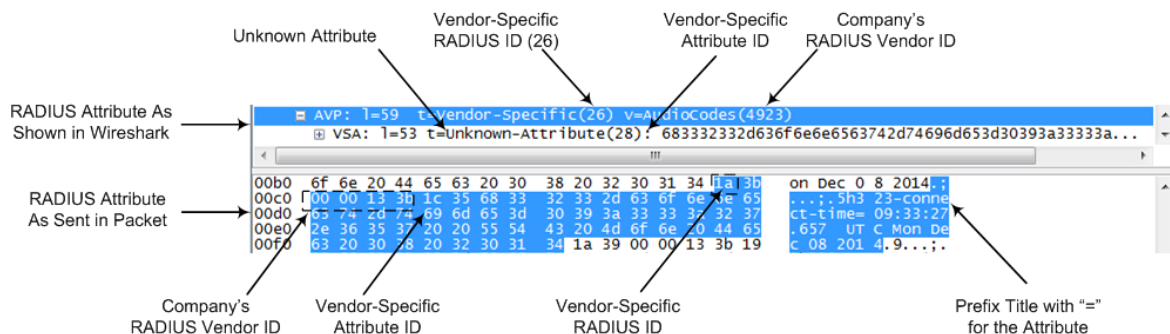 Unknown Attribute
Vendor-Specific
RADIUS ID (26)
Vendor-Specific
Attribute ID
Company's
RADIUS Vendor ID
RADIUS Attribute As
Shown in Wireshark
AVP: l=59 t=Vendor-Specific(26) v=AudioCodes(4923)
VSA: l=53 t=Unknown-Attribute(28): 683332332d636f6e6e6563742d74696d653d30393a33333a...
RADIUS Attribute
As Sent in Packet
00b0 6f 6e 20 44 65 63 20 30 38 20 32 30 31 34 1a 3b on Dec 0 8 2014.;
00c0 00 00 13 3b 1c 35 68 33 32 33 2d 63 6f 6e 6e 65 ...;.5h3 23-conne
00d0 63 74 2d 74 69 6d 65 3d 30 39 3a 33 33 3a 32 37 ct-time= 09:33:27
00e0 2e 36 35 37 20 20 55 54 43 20 4d 6f 6e 20 44 65 .657 UT C Mon De
00f0 63 20 30 38 20 32 30 31 34 1a 39 00 00 13 3b 19 c 08 201 4.9...;.
Company's
RADIUS Vendor ID
Vendor-Specific
Attribute ID
Vendor-Specific
RADIUS ID
Prefix Title with "="
for the Attribute